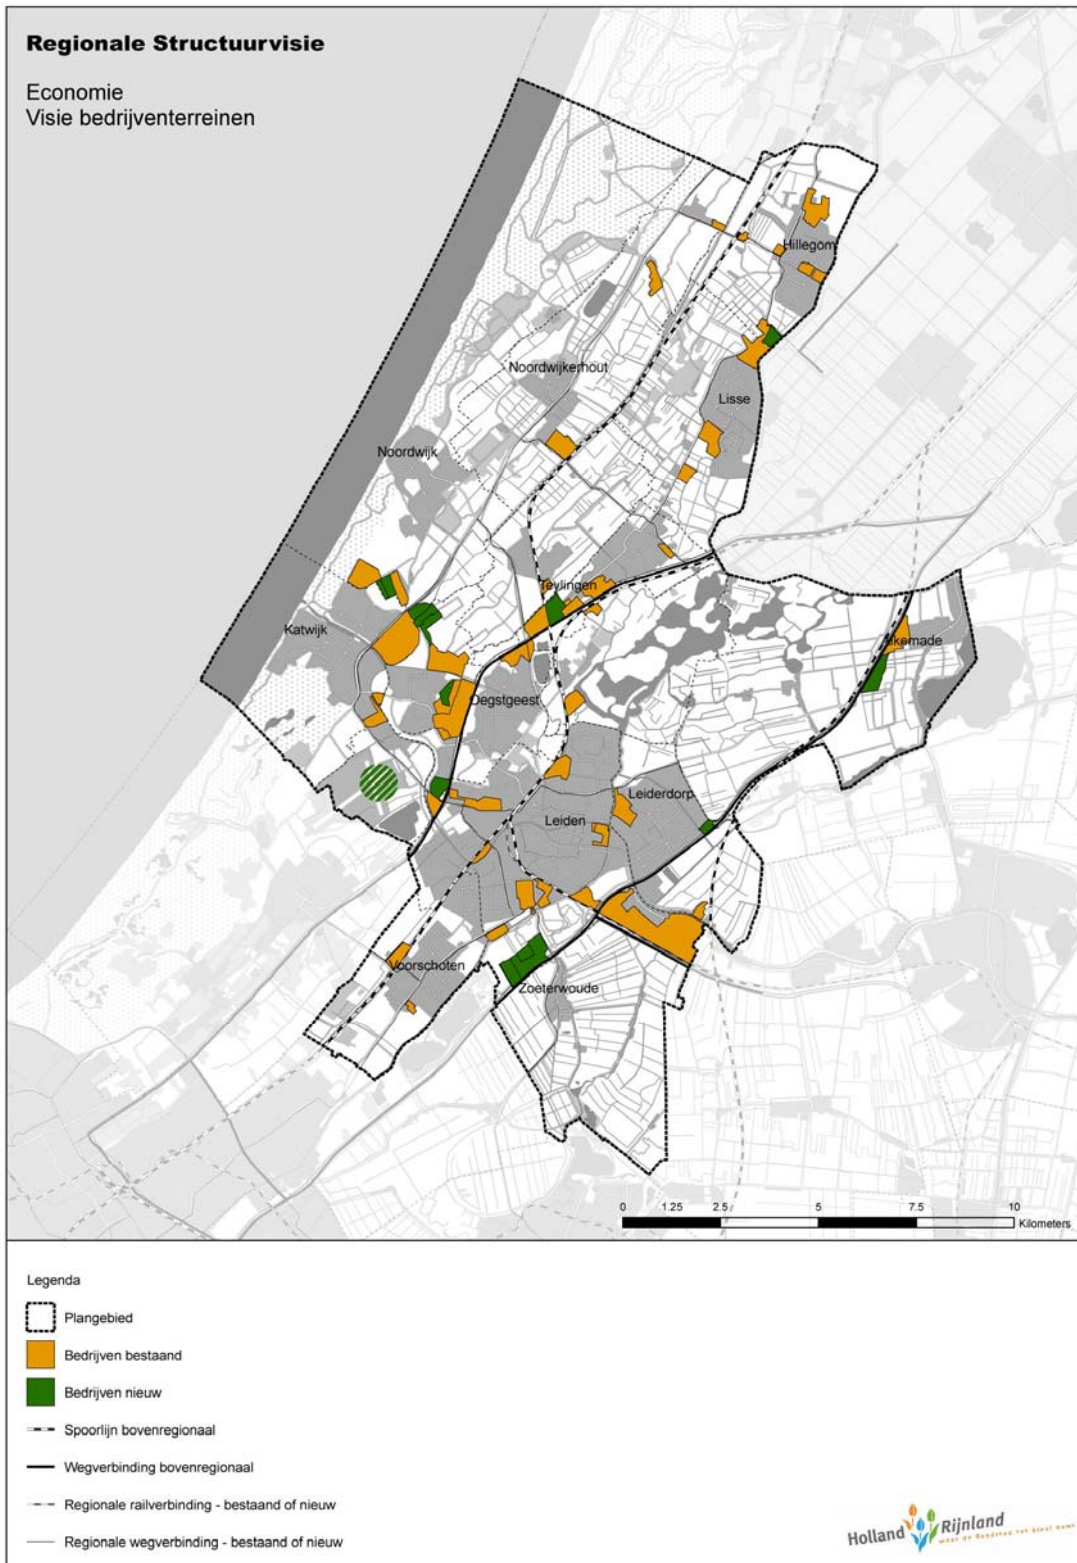 Regionale Structuurvisie
Economie
Visie bedrijventerreinen
Hillegom
Noordwijkerhout
Lisse
Noordwijk
Teylingen
Katwijk
Alkemade
Oegstgeest
Leiderdorp
Leiden
Voorschoten
Zoeterwoude
0 1.25 2.5 5 7.5 10
Kilometers
Legenda
Plangebied
Bedrijven bestaand
Bedrijven nieuw
Spoorlijn bovenregionaal
Wegverbinding bovenregionaal
Regionale railverbinding - bestaand of nieuw
Regionale wegverbinding - bestaand of nieuw
Holland Rijnland